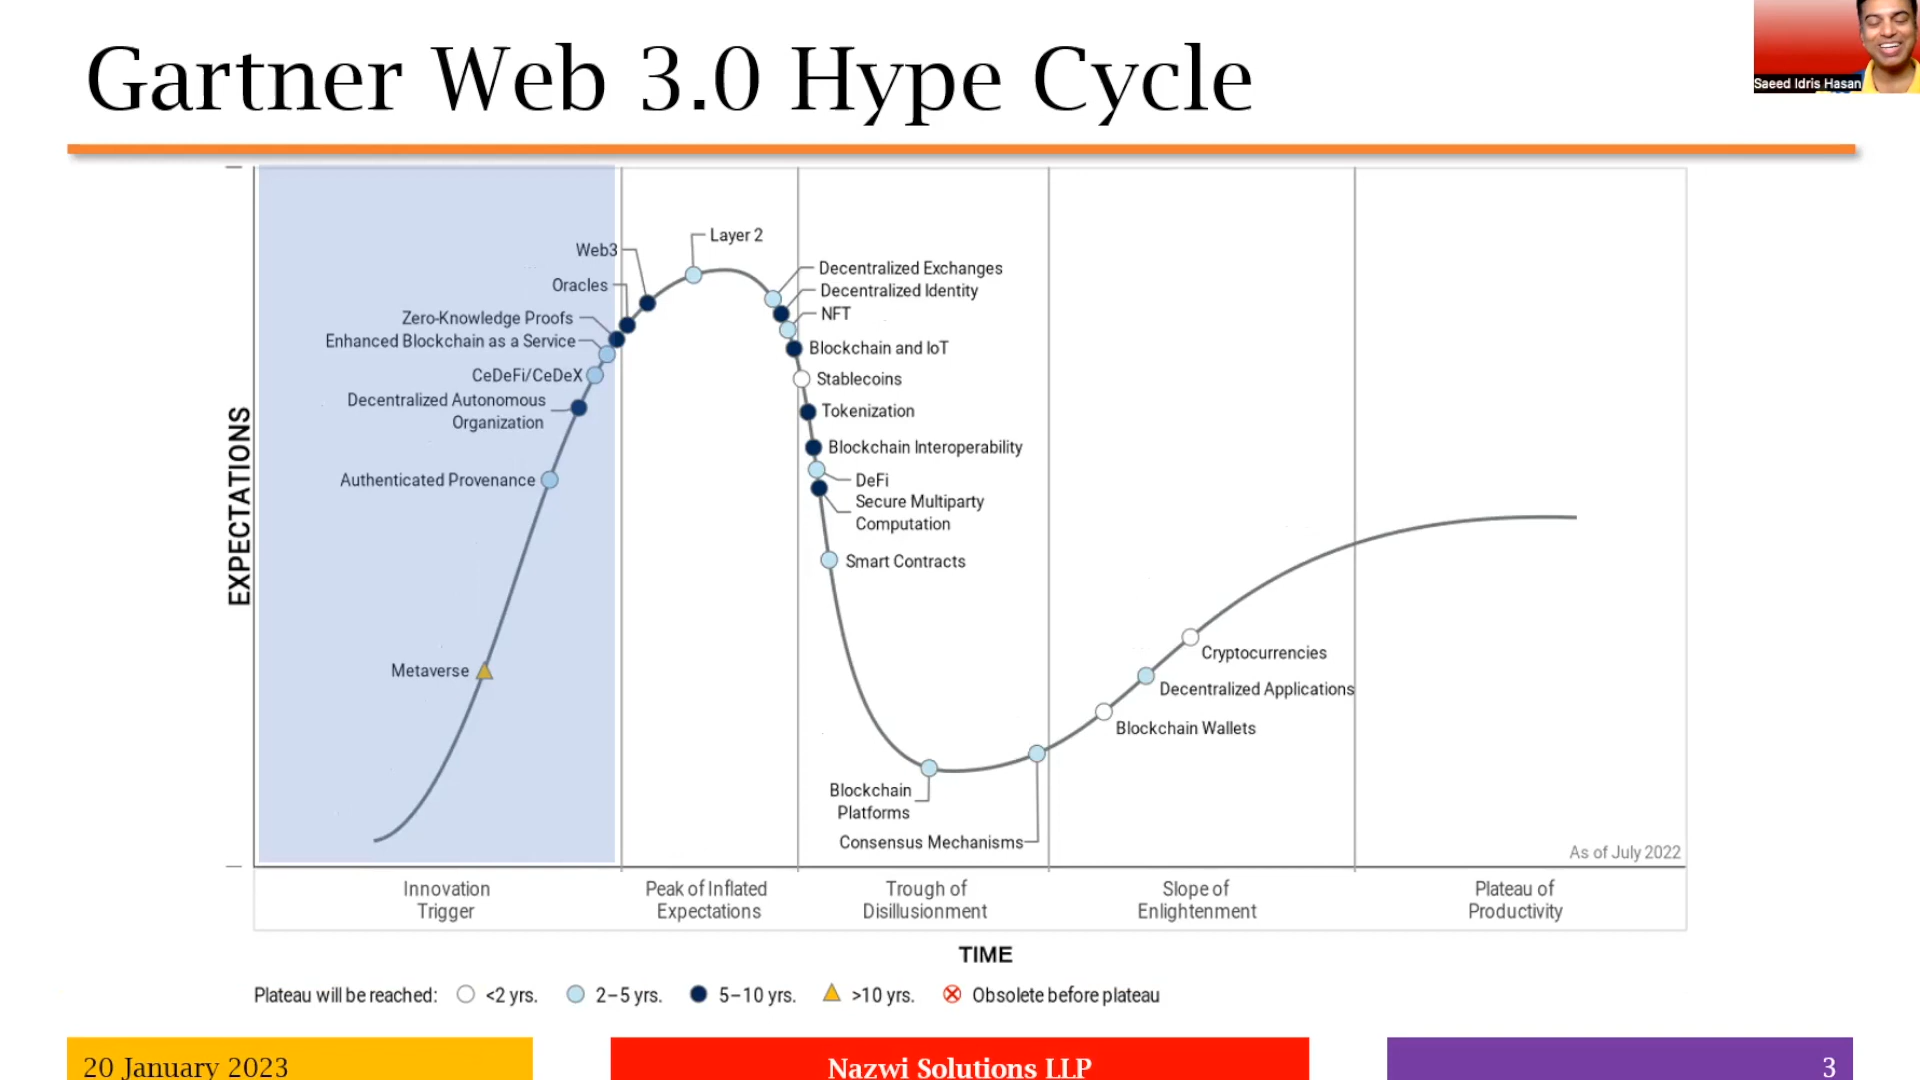 Gartner Web 3.0 Hype Cycle
Saeed Idris Hasan
EXPECTATIONS
Layer 2
Web3
Oracles
Zero-Knowledge Proofs
Enhanced Blockchain as a Service
CeDeFi/CeDeX
Decentralized Autonomous
Organization
Authenticated Provenance
Metaverse
Decentralized Exchanges
Decentralized Identity
NFT
Blockchain and IoT
Stablecoins
Tokenization
Blockchain Interoperability
DeFi
Secure Multiparty
Computation
Smart Contracts
Blockchain
Platforms
Consensus Mechanisms
Cryptocurrencies
Decentralized Applications
Blockchain Wallets
As of July 2022
Innovation
Trigger
Peak of Inflated
Expectations
Trough of
Disillusionment
Slope of
Enlightenment
Plateau of
Productivity
TIME
Plateau will be reached: <2 yrs. 2–5 yrs. 5–10 yrs. >10 yrs. Obsolete before plateau
20 January 2023
Nazwi Solutions LLP
3